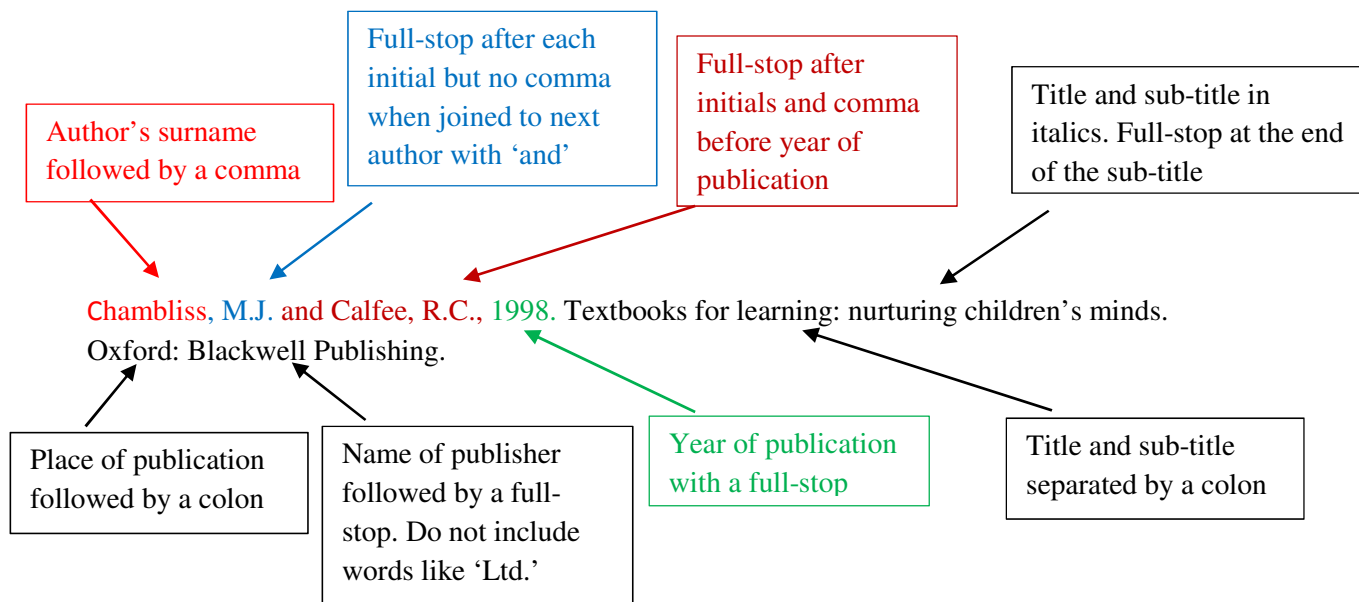 Author's surname
followed by a comma
Full-stop after each
initial but no comma
when joined to next
author with ‘and’
Full-stop after
initials and comma
before year of
publication
Title and sub-title in
italics. Full-stop at the end
of the sub-title
Chambliss, M.J. and Calfee, R.C., 1998. Textbooks for learning: nurturing children’s minds.
Oxford: Blackwell Publishing.
Place of publication
followed by a colon
Name of publisher
followed by a full-
stop. Do not include
words like ‘Ltd.’
Year of publication
with a full-stop
Title and sub-title
separated by a colon